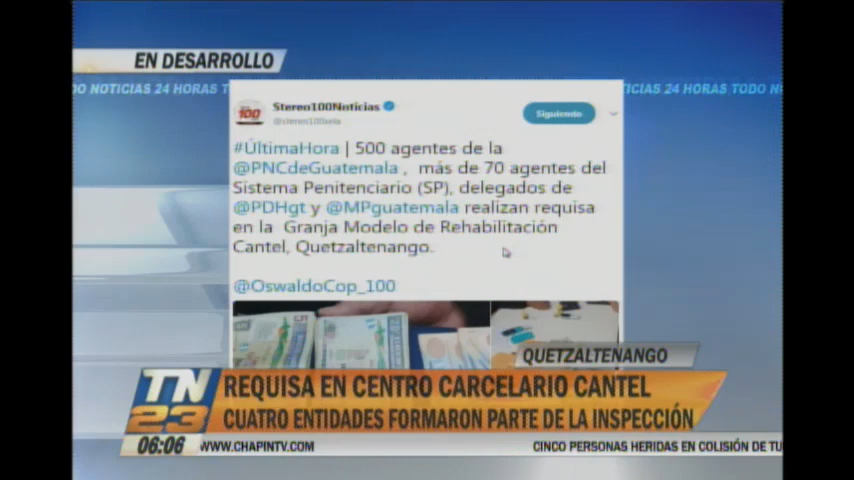 EN DESARROLLO
NOTICIAS 24 HORAS
NOTICIAS 24 HORAS TODO
100
Stereo100Noticias
@stereo100xela
Siguiendo
#ÚltimaHora | 500 agentes de la
@PNCdeGuatemala , más de 70 agentes del
Sistema Penitenciario (SP), delegados de
@PDHgt y @MPguatemala realizan requisa
en la Granja Modelo de Rehabilitación
Cantel, Quetzaltenango.
@OswaldoCop_100
QUETZALTENANGO
TN
23
REQUISA EN CENTRO CARCELARIO CANTEL
CUATRO ENTIDADES FORMARON PARTE DE LA INSPECCIÓN
06:06
WWW.CHAPINTV.COM
CINCO PERSONAS HERIDAS EN COLISIÓN DE TU